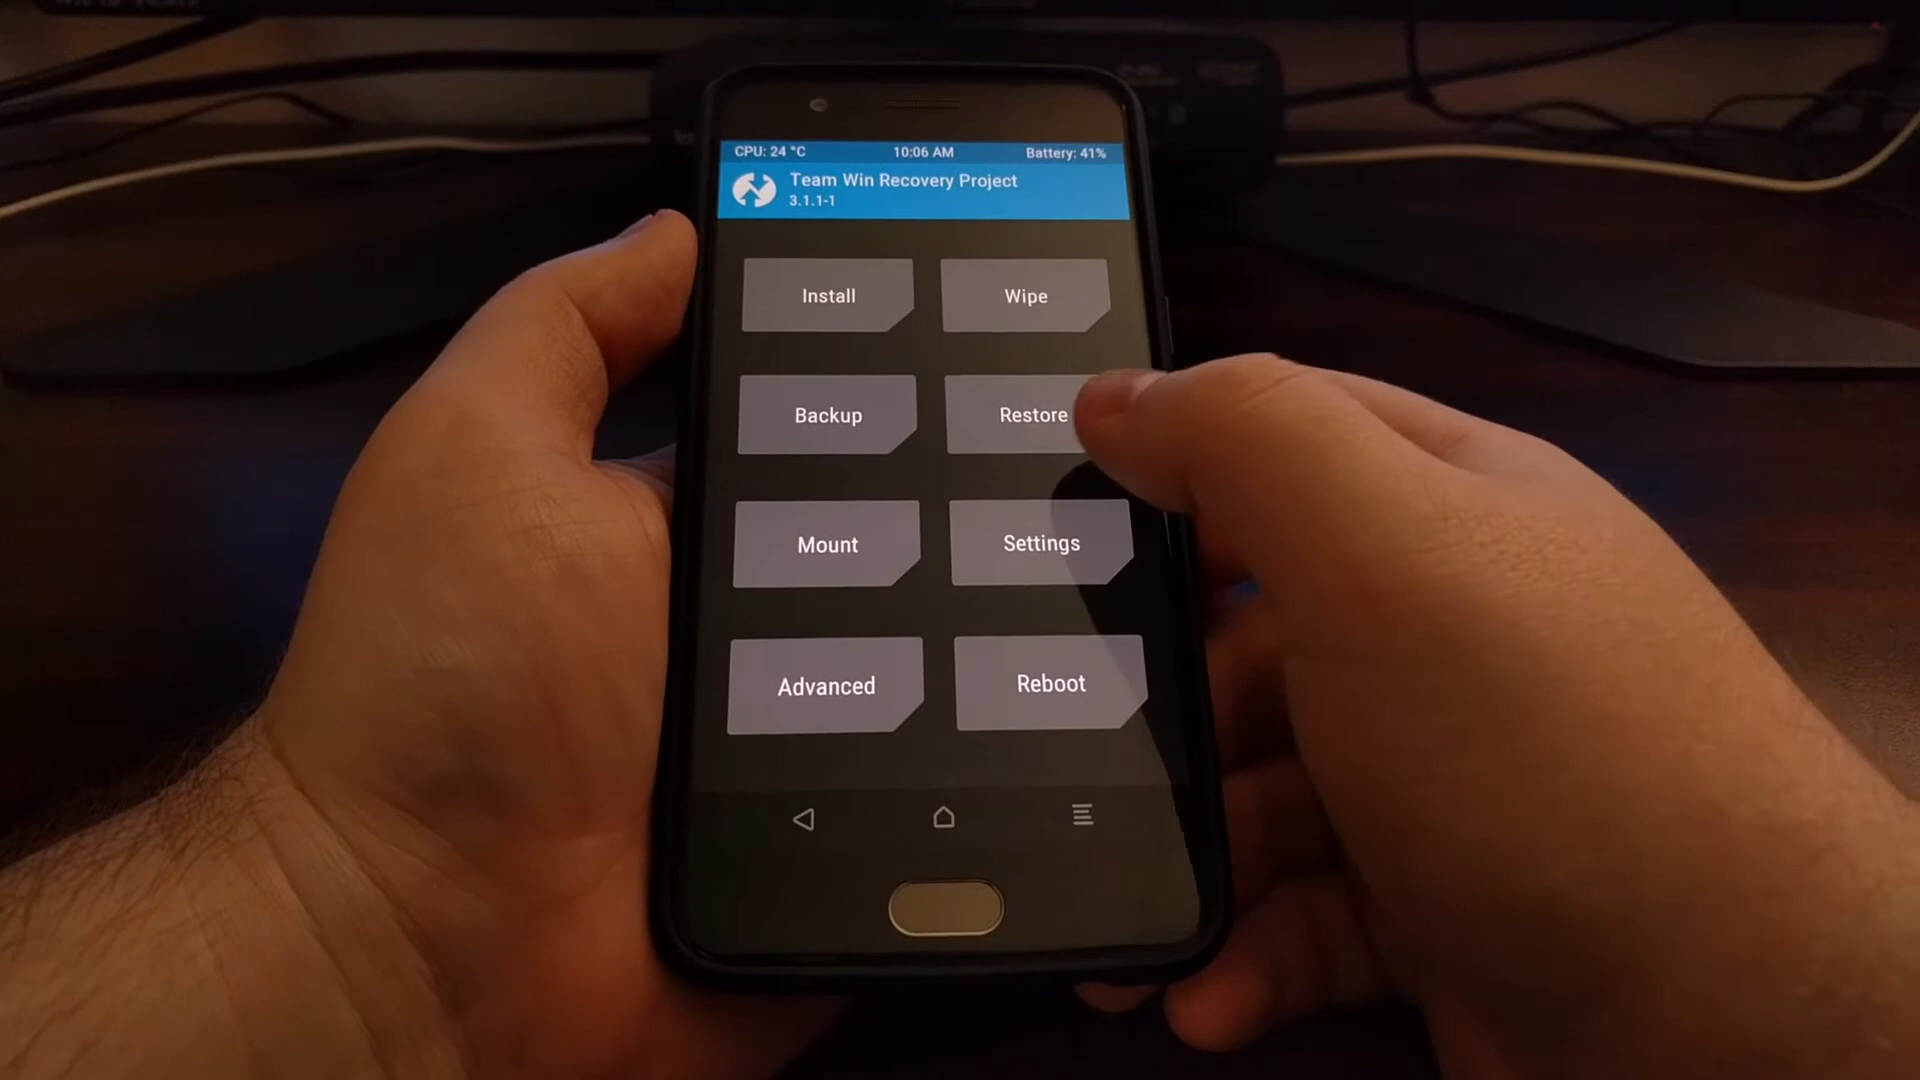 CPU: 24 °C 10:06 AM Battery: 41%
Team Win Recovery Project
3.1.1-1
Install Wipe
Backup Restore
Mount Settings
Advanced Reboot